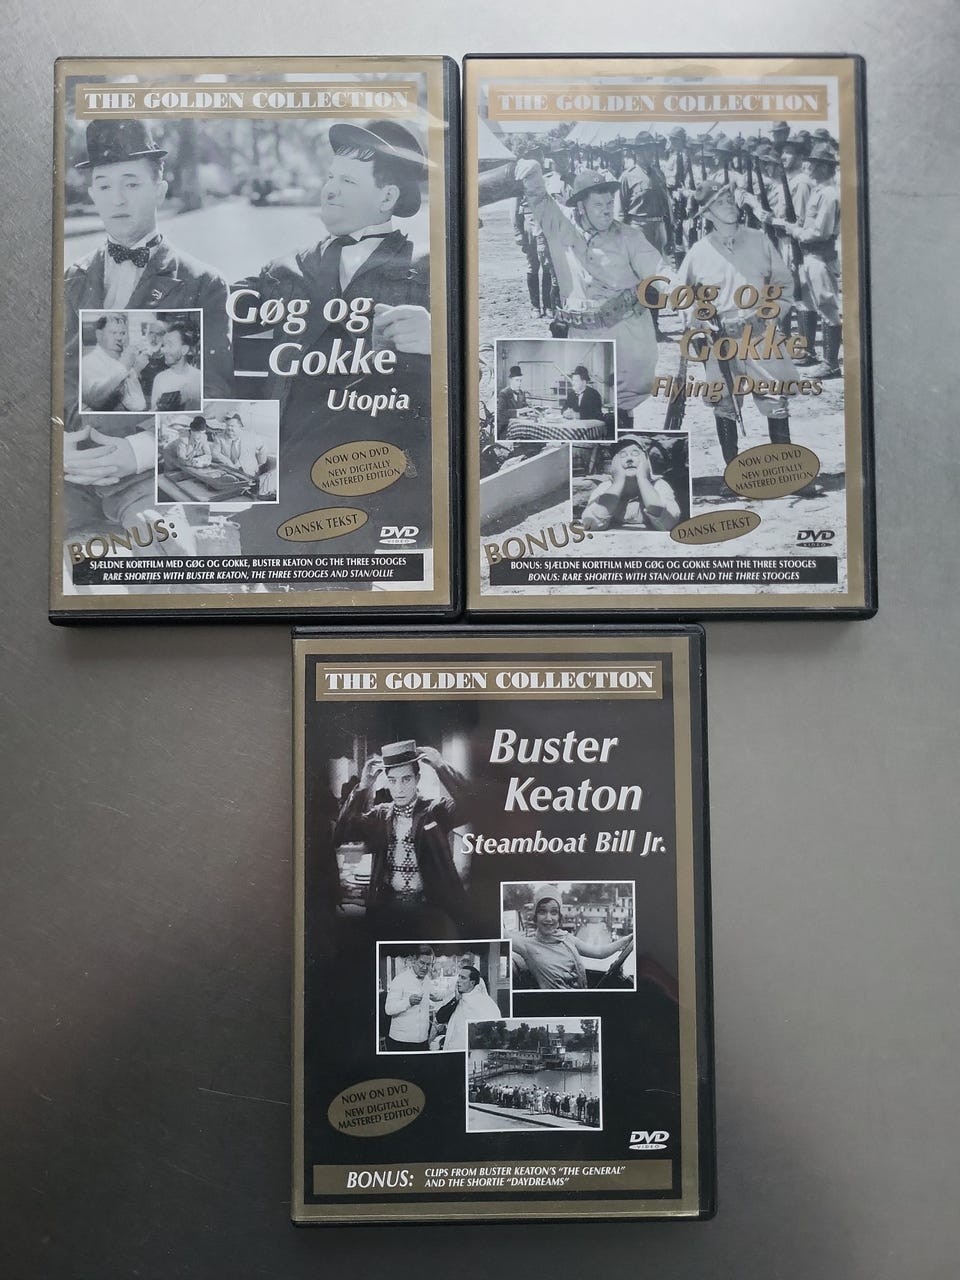 THE GOLDEN COLLECTION
Gøg og
Gokke
Utopia
NOW ON DVD
NEW DIGITALLY
MASTERED EDITION
DANSK TEKST
DVD
VIDEO
BONUS:
SJÆLDNE KORTFILM MED GØG OG GOKKE, BUSTER KEATON OG THE THREE STOOGES
RARE SHORTIES WITH BUSTER KEATON, THE THREE STOOGES AND STAN/OLLIE
THE GOLDEN COLLECTION
Gøg og
Gokke
Flying Deuces
NOW ON DVD
NEW DIGITALLY
MASTERED EDITION
DANSK TEKST
DVD
VIDEO
BONUS:
BONUS: SJÆLDNE KORTFILM MED GØG OG GOKKE SAMT THE THREE STOOGES
BONUS: RARE SHORTIES WITH STAN/OLLIE AND THE THREE STOOGES
THE GOLDEN COLLECTION
Buster
Keaton
Steamboat Bill Jr.
NOW ON DVD
NEW DIGITALLY
MASTERED EDITION
DVD
VIDEO
BONUS: CLIPS FROM BUSTER KEATON'S "THE GENERAL"
AND THE SHORTIE "DAYDREAMS"